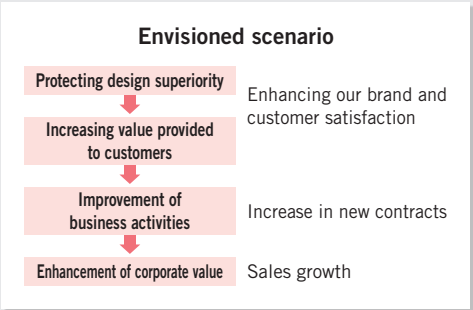 Envisioned scenario
Protecting design superiority
Enhancing our brand and
customer satisfaction
Increasing value provided
to customers
Improvement of
business activities
Increase in new contracts
Enhancement of corporate value
Sales growth